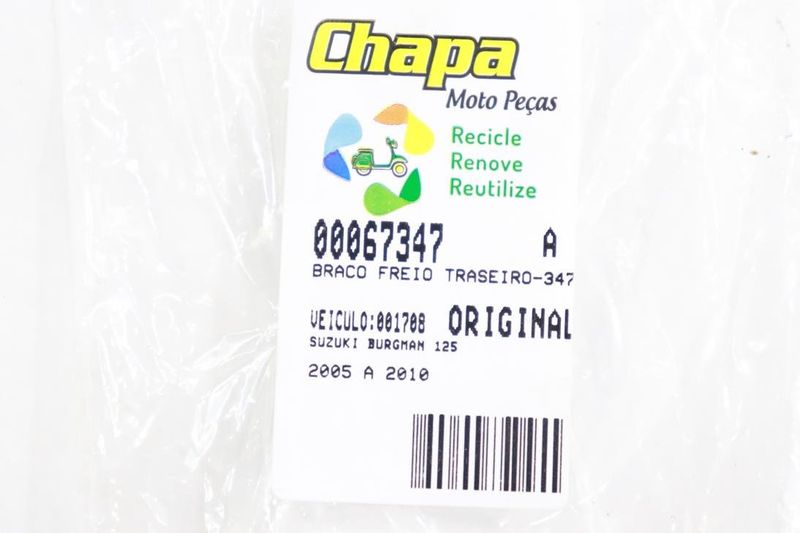 Chapa
Moto Peças
Recicle
Renove
Reutilize
00067347 A
BRACO FREIO TRASEIRO-347
VEICULO:001708 ORIGINAL
SUZUKI BURGMAN 125
2005 A 2010